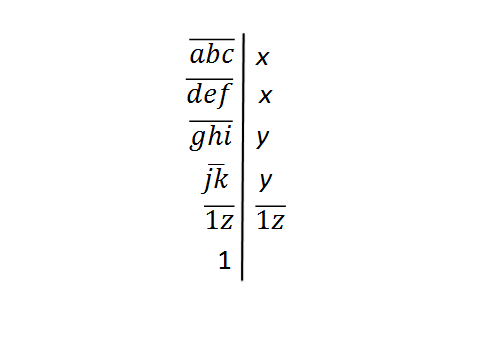 abc | x
def | x
ghi | y
jk | y
1z | 1z
1 |